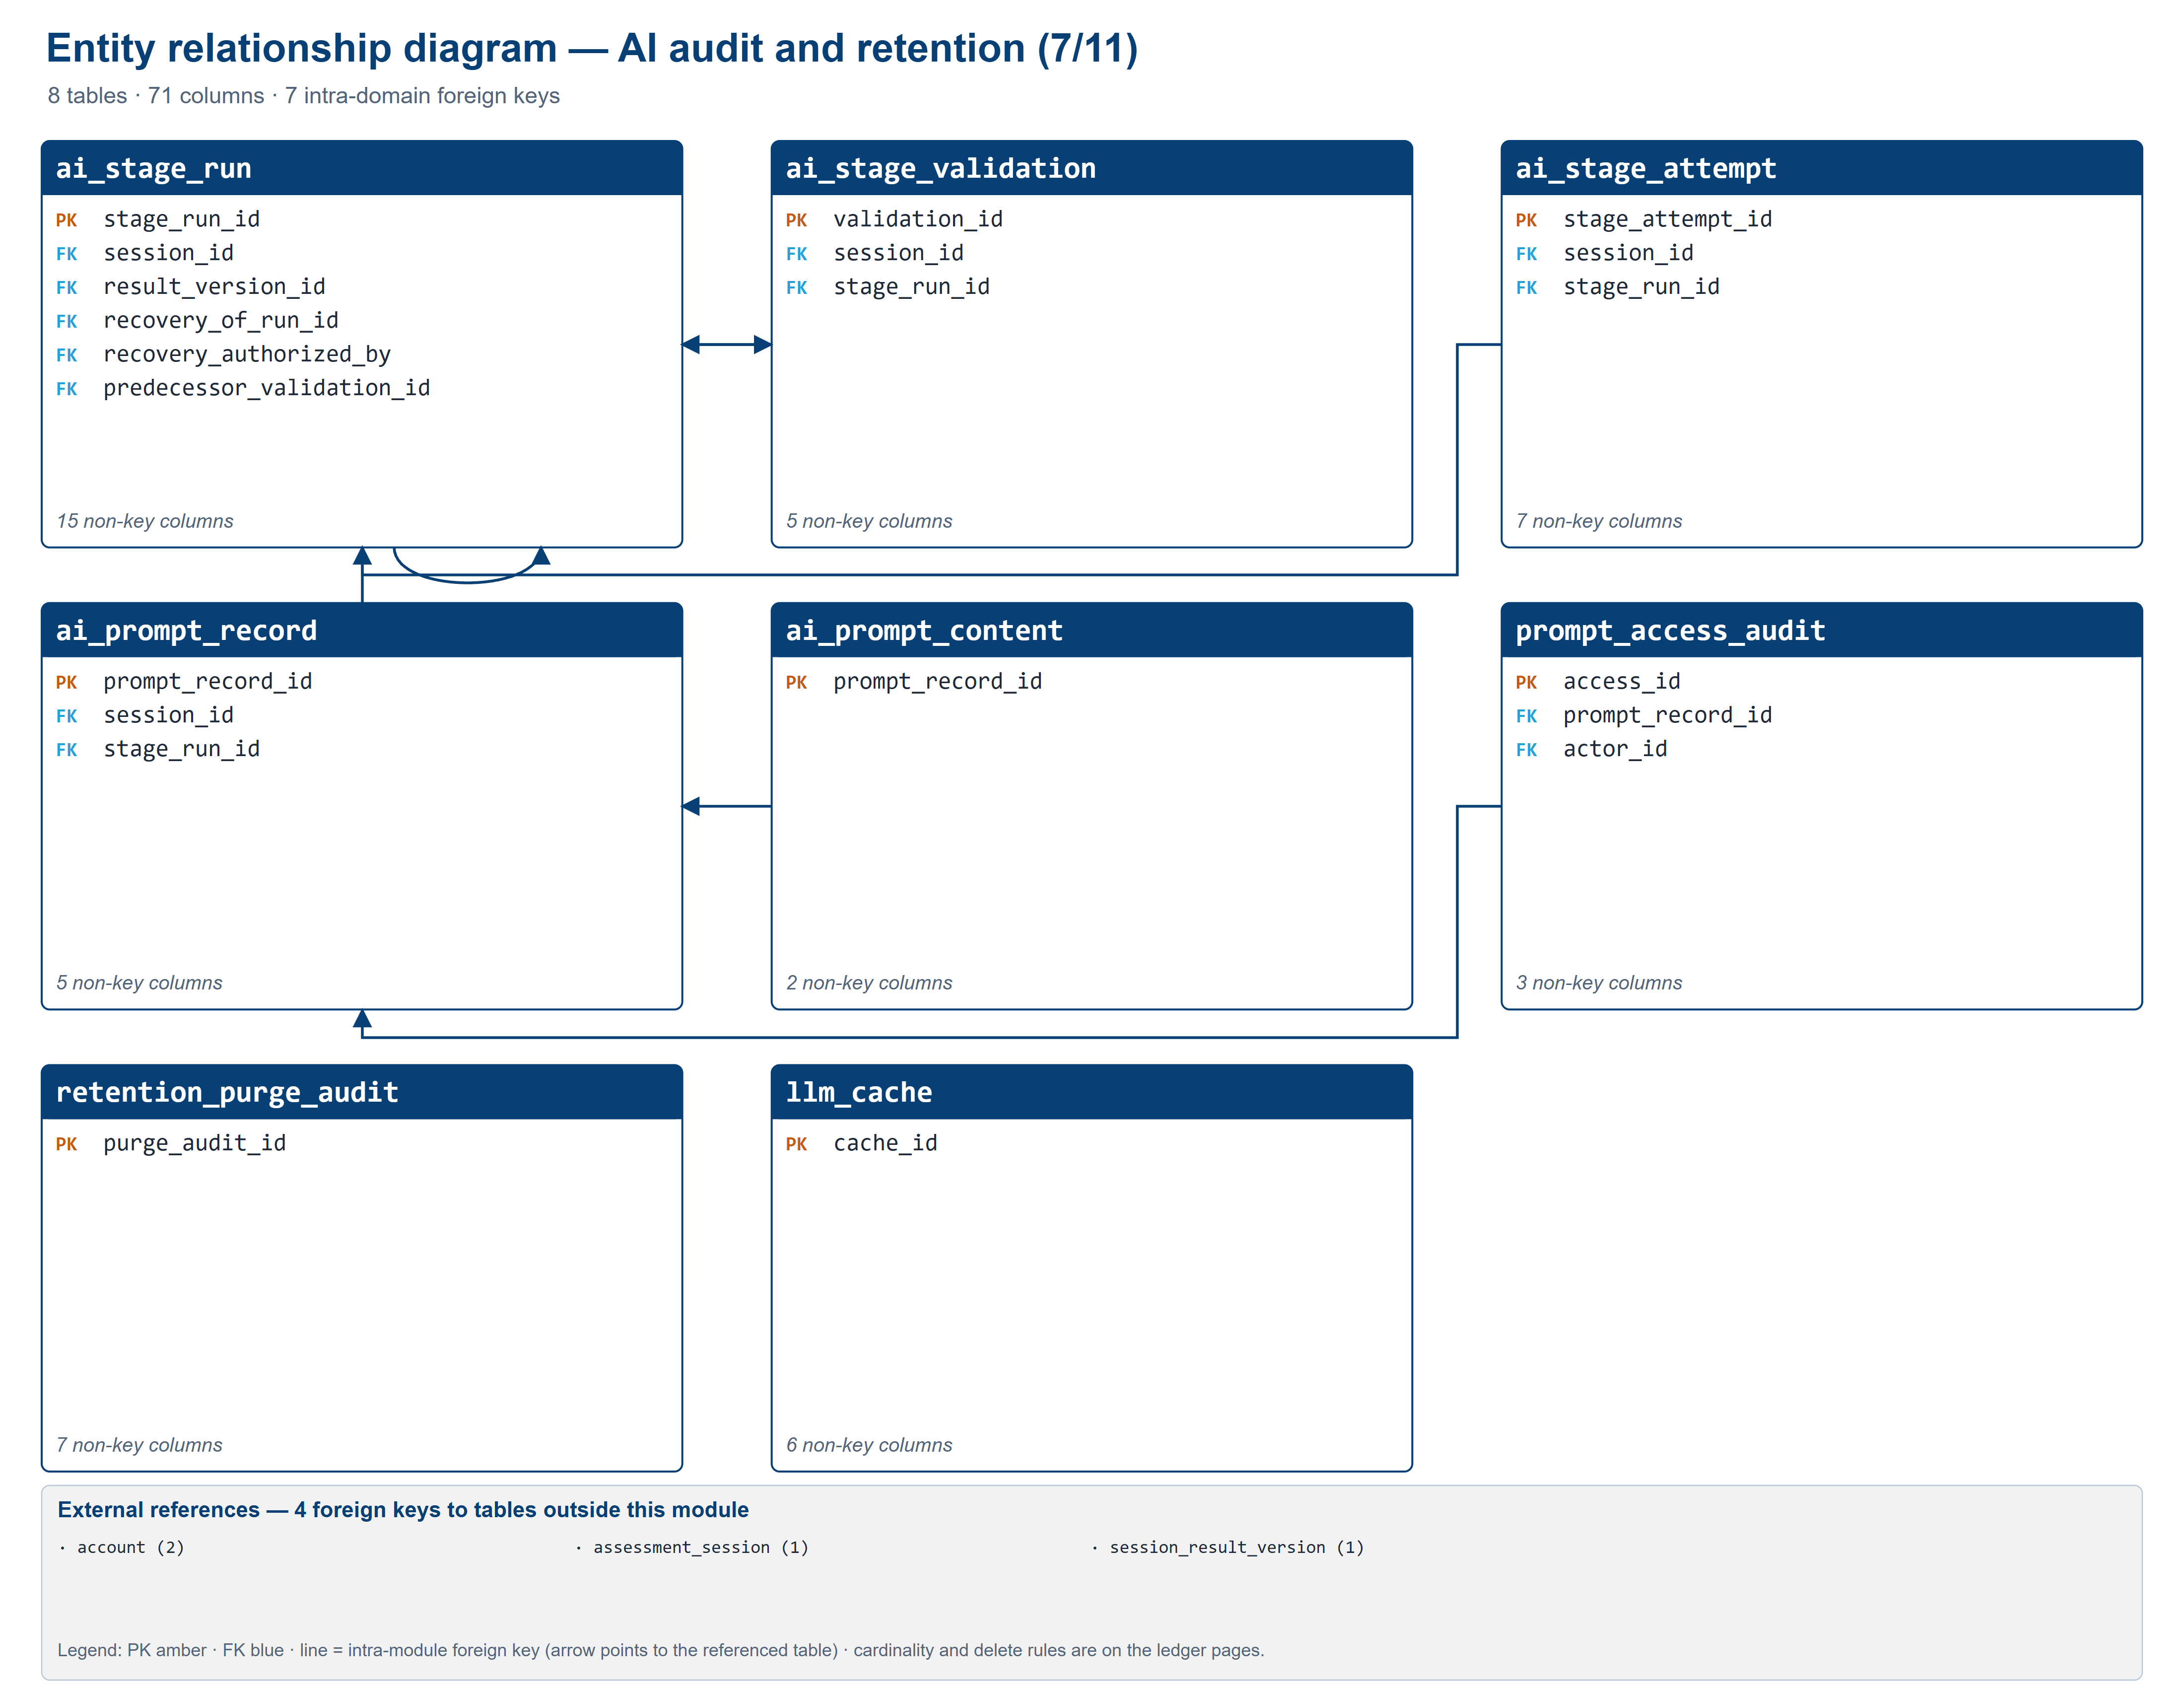 Entity relationship diagram — AI audit and retention (7/11)
8 tables · 71 columns · 7 intra-domain foreign keys
ai_stage_run
PK stage_run_id
FK session_id
FK result_version_id
FK recovery_of_run_id
FK recovery_authorized_by
FK predecessor_validation_id
15 non-key columns
ai_stage_validation
PK validation_id
FK session_id
FK stage_run_id
5 non-key columns
ai_stage_attempt
PK stage_attempt_id
FK session_id
FK stage_run_id
7 non-key columns
ai_prompt_record
PK prompt_record_id
FK session_id
FK stage_run_id
5 non-key columns
ai_prompt_content
PK prompt_record_id
2 non-key columns
prompt_access_audit
PK access_id
FK prompt_record_id
FK actor_id
3 non-key columns
retention_purge_audit
PK purge_audit_id
7 non-key columns
llm_cache
PK cache_id
6 non-key columns
External references — 4 foreign keys to tables outside this module
· account (2)
· assessment_session (1)
· session_result_version (1)
Legend: PK amber · FK blue · line = intra-module foreign key (arrow points to the referenced table) · cardinality and delete rules are on the ledger pages.